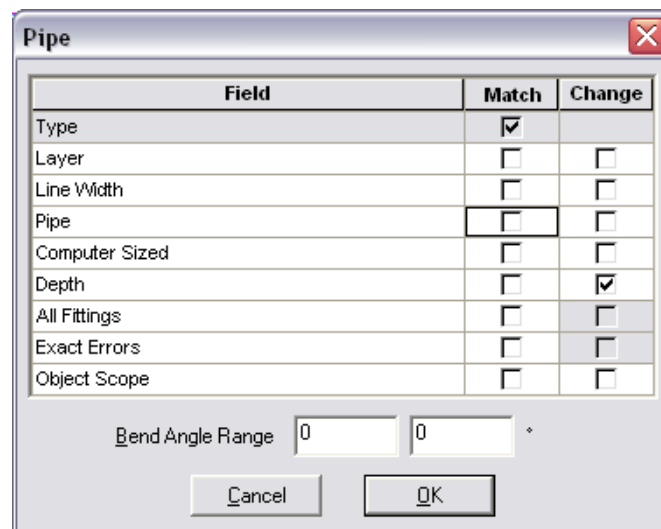 Pipe
Field Match Change
Type
Layer
Line Width
Pipe
Computer Sized
Depth
All Fittings
Exact Errors
Object Scope
Bend Angle Range 0 0 °
Cancel OK